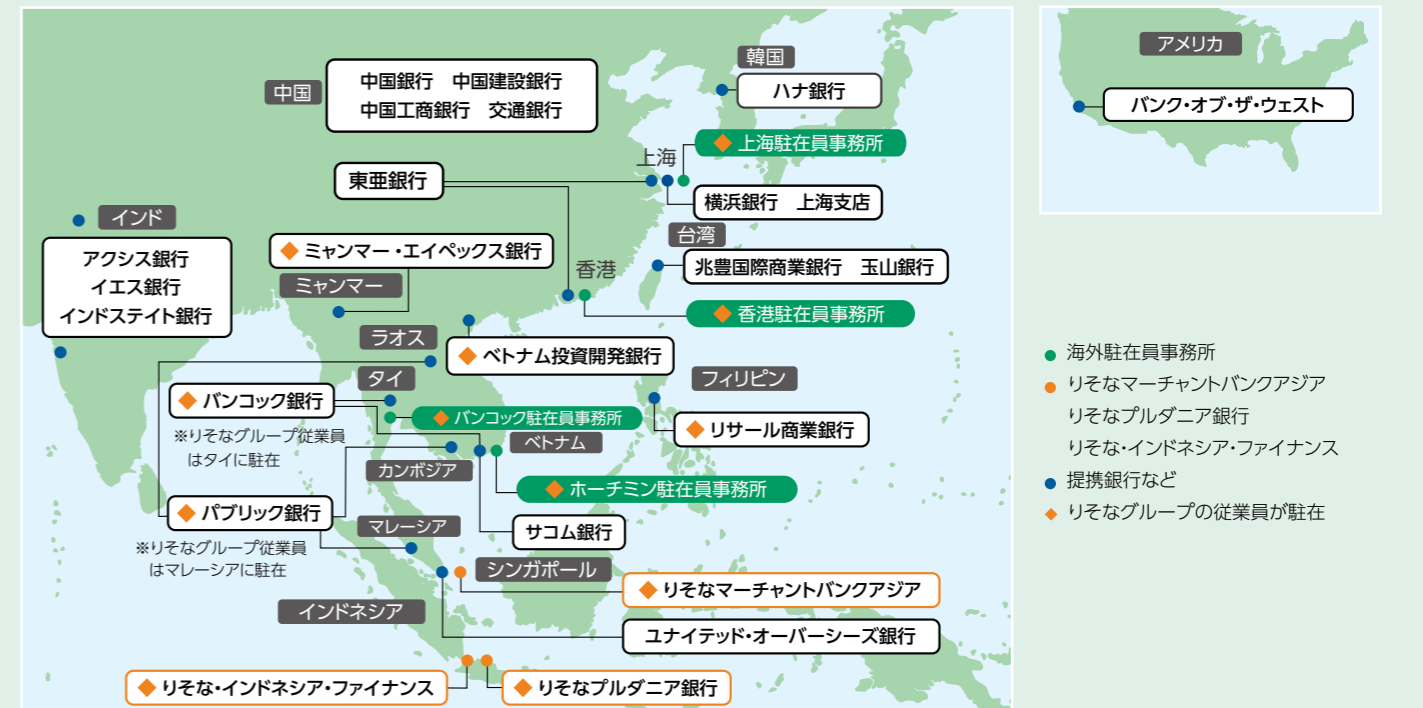 中国
中国銀行　中国建設銀行
中国工商銀行　交通銀行
韓国
ハナ銀行
◆ 上海駐在員事務所
上海
東亜銀行
横浜銀行　上海支店
インド
アクシス銀行
イエス銀行
インドステイト銀行
◆ ミャンマー・エイペックス銀行
ミャンマー
台湾
兆豊国際商業銀行　玉山銀行
香港
◆ 香港駐在員事務所
ラオス
◆ ベトナム投資開発銀行
タイ
◆ バンコック銀行
※りそなグループ従業員
はタイに駐在
◆ バンコック駐在員事務所
フィリピン
◆ リサール商業銀行
ベトナム
カンボジア
◆ ホーチミン駐在員事務所
◆ パブリック銀行
※りそなグループ従業員
はマレーシアに駐在
マレーシア
サコム銀行
シンガポール
◆ りそなマーチャントバンクアジア
インドネシア
ユナイテッド・オーバーシーズ銀行
◆ りそな・インドネシア・ファイナンス
◆ りそなプルダニア銀行
アメリカ
バンク・オブ・ザ・ウェスト
● 海外駐在員事務所
● りそなマーチャントバンクアジア
りそなプルダニア銀行
りそな・インドネシア・ファイナンス
● 提携銀行など
◆ りそなグループの従業員が駐在